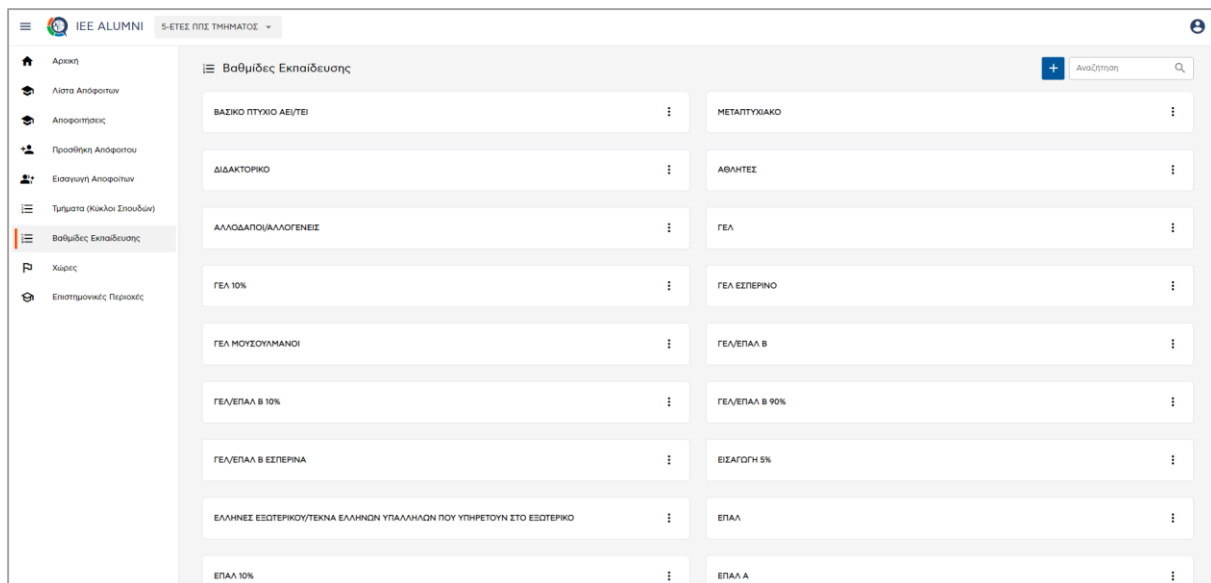 IEE ALUMNI
5-ΕΤΕΣ ΠΠΣ ΤΜΗΜΑΤΟΣ
Αρχική
Λίστα Απόφοιτων
Αποφοιτήσεις
Προσθήκη Απόφοιτου
Εισαγωγή Αποφοίτων
Τμήματα (Κύκλοι Σπουδών)
Βαθμίδες Εκπαίδευσης
Χώρες
Επιστημονικές Περιοχές
Βαθμίδες Εκπαίδευσης
+ Αναζήτηση
ΒΑΣΙΚΟ ΠΤΥΧΙΟ ΑΕΙ/ΤΕΙ
ΜΕΤΑΠΤΥΧΙΑΚΟ
ΔΙΔΑΚΤΟΡΙΚΟ
ΑΘΛΗΤΕΣ
ΑΛΛΟΔΑΠΟΙ/ΑΛΛΟΓΕΝΕΙΣ
ΓΕΛ
ΓΕΛ 10%
ΓΕΛ ΕΣΠΕΡΙΝΟ
ΓΕΛ ΜΟΥΣΟΥΛΜΑΝΟΙ
ΓΕΛ/ΕΠΑΛ Β
ΓΕΛ/ΕΠΑΛ Β 10%
ΓΕΛ/ΕΠΑΛ Β 90%
ΓΕΛ/ΕΠΑΛ Β ΕΣΠΕΡΙΝΑ
ΕΙΣΑΓΩΓΗ 5%
ΕΛΛΗΝΕΣ ΕΞΩΤΕΡΙΚΟΥ/ΤΕΚΝΑ ΕΛΛΗΝΩΝ ΥΠΑΛΛΗΛΩΝ ΠΟΥ ΥΠΗΡΕΤΟΥΝ ΣΤΟ ΕΞΩΤΕΡΙΚΟ
ΕΠΑΛ
ΕΠΑΛ 10%
ΕΠΑΛ Α